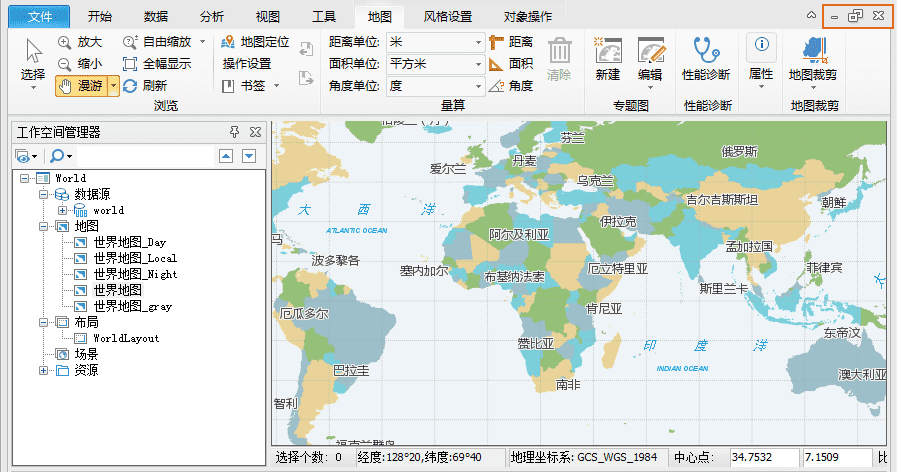 文件 开始 数据 分析 视图 工具 地图 风格设置 对象操作
选择
放大
缩小
漫游
自由缩放
全幅显示
刷新
浏览
地图定位
操作设置
书签
距离单位: 米
面积单位: 平方米
角度单位: 度
距离
面积
角度
清除
量算
新建
编辑
专题图
性能诊断
性能诊断
属性
地图裁剪
地图裁剪
工作空间管理器
World
数据源
world
地图
世界地图_Day
世界地图_Local
世界地图_Night
世界地图
世界地图_gray
布局
WorldLayout
场景
资源
芬兰
俄罗斯
爱尔兰
丹麦
乌克兰
吉尔吉斯斯坦
朝鲜
大 西 洋
ATLANTIC OCEAN
伊拉克
阿尔及利亚
马
孟加拉国
波多黎各
塞内加尔
布基纳法索
厄立特里亚
菲律宾
斯里兰卡
厄瓜多尔
肯尼亚
东帝汶
赞比亚
印 度 洋
INDIAN OCEAN
巴拉圭
南非
澳大利亚
智利
福克兰群岛
选择个数: 0 经度:128°20,纬度:69°40 地理坐标系: GCS_WGS_1984 中心点: 34.7532 7.1509 比